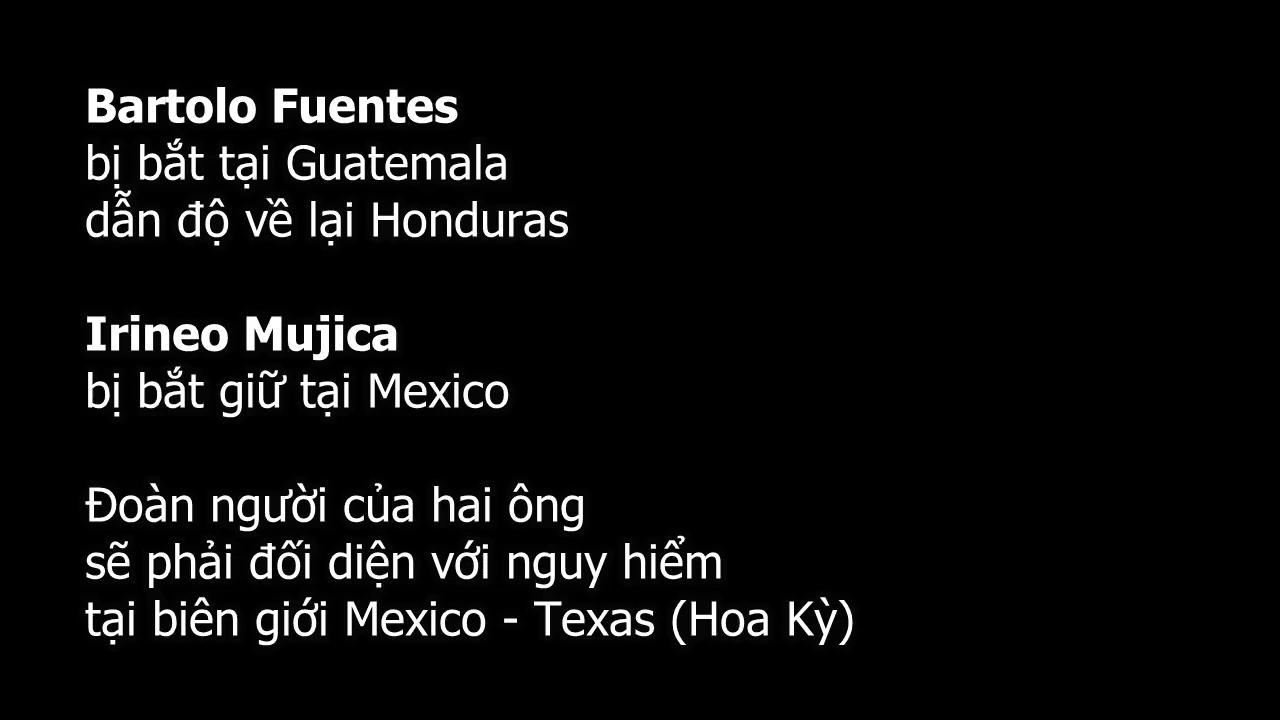 Bartolo Fuentes
bị bắt tại Guatemala
dẫn độ về lại Honduras
Irineo Mujica
bị bắt giữ tại Mexico
Đoàn người của hai ông
sẽ phải đối diện với nguy hiểm
tại biên giới Mexico - Texas (Hoa Kỳ)